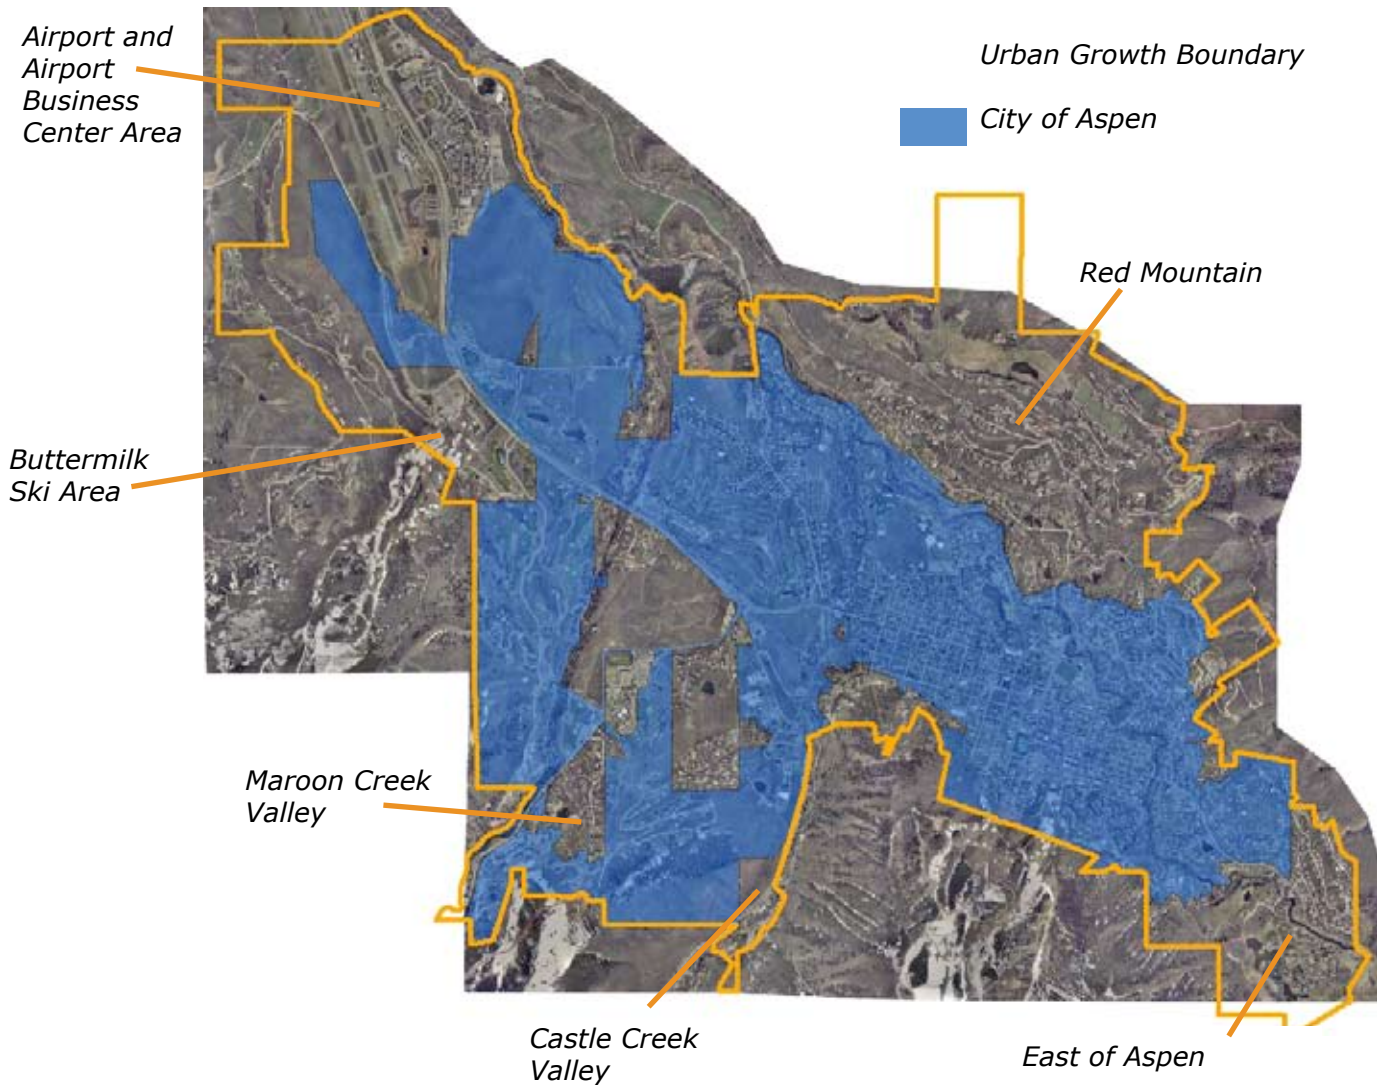 Airport and
Airport
Business
Center Area
Urban Growth Boundary
City of Aspen
Red Mountain
Buttermilk
Ski Area
Maroon Creek
Valley
Castle Creek
Valley
East of Aspen